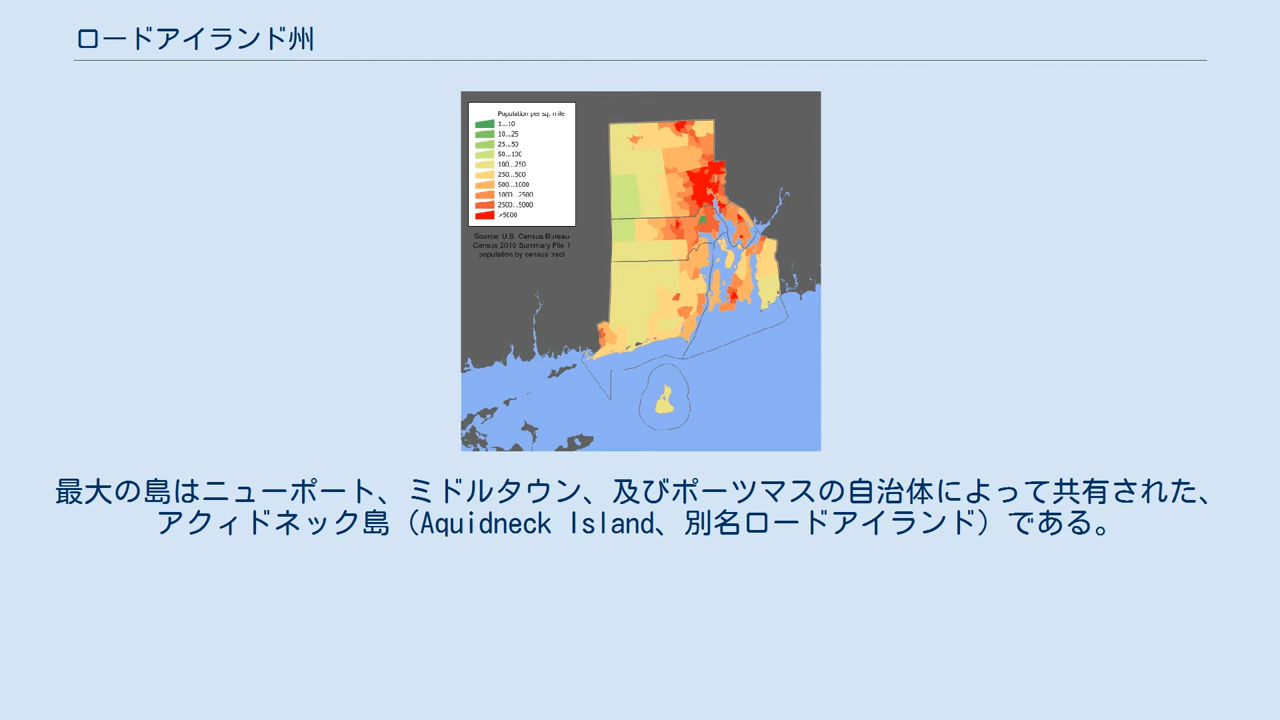 ロードアイランド州
Population per sq. mile
1...10
10...25
25...50
50...100
100...250
250...500
500...1000
1000...2500
2500...5000
>5000
Source: U.S. Census Bureau
Census 2010 Summary File 1
population by census tract
最大の島はニューポート、ミドルタウン、及びポーツマスの自治体によって共有された、
アクィドネック島（Aquidneck Island、別名ロードアイランド）である。